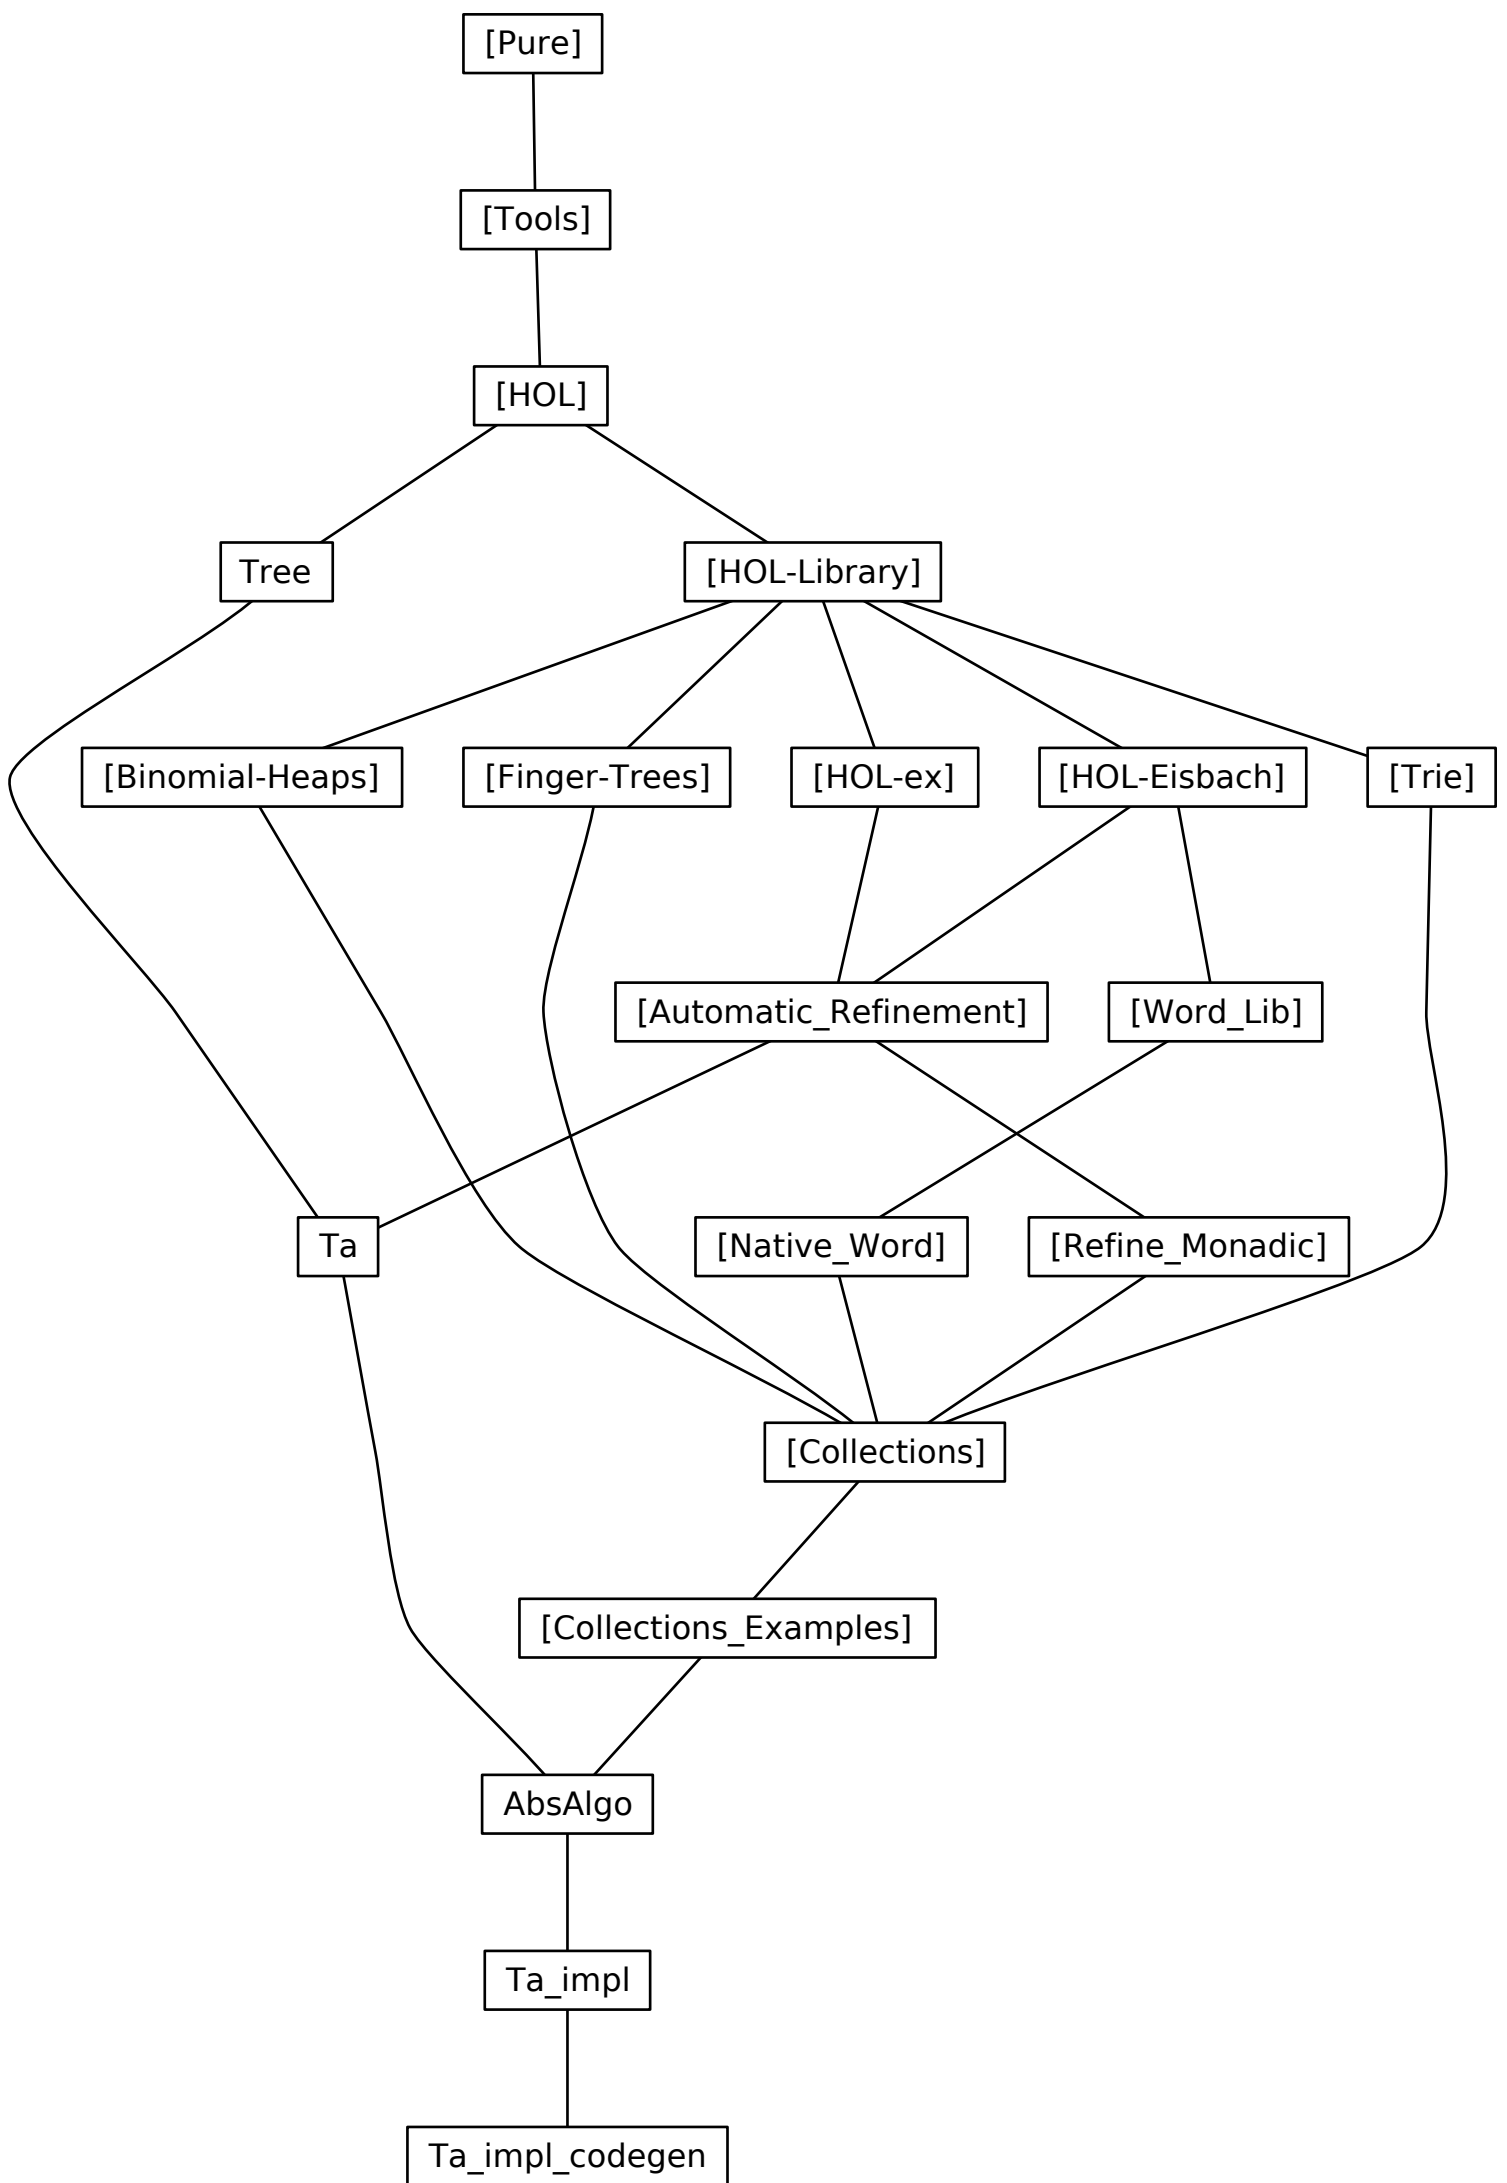 [Pure]
[Tools]
[HOL]
Tree
[HOL-Library]
[Binomial-Heaps]
[Finger-Trees]
[HOL-ex]
[HOL-Eisbach]
[Trie]
[Automatic_Refinement]
[Word_Lib]
Ta
[Native_Word]
[Refine_Monadic]
[Collections]
[Collections_Examples]
AbsAlgo
Ta_impl
Ta_impl_codegen